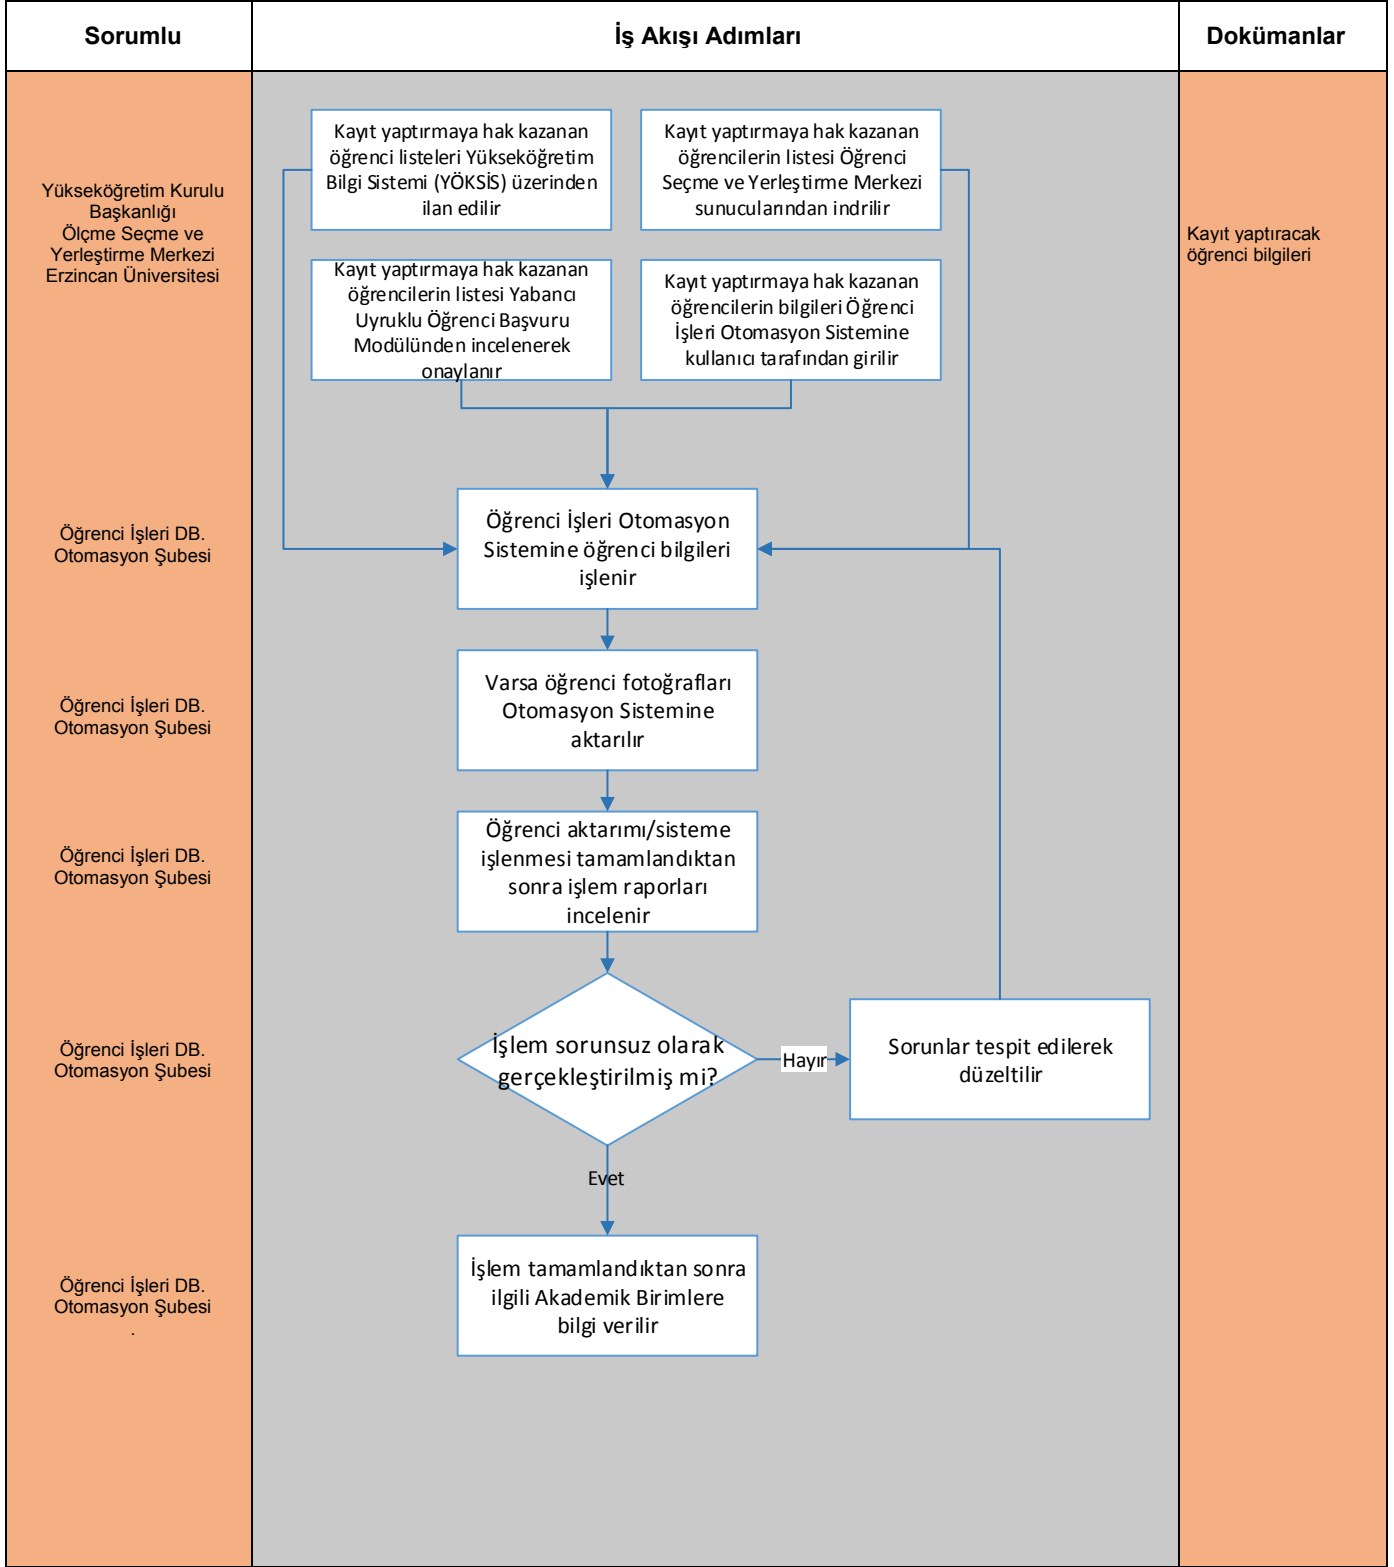 Sorumlu
İş Akışı Adımları
Dokümanlar
Yükseköğretim Kurulu
Başkanlığı
Ölçme Seçme ve
Yerleştirme Merkezi
Erzincan Üniversitesi
Kayıt yaptırmaya hak kazanan
öğrenci listeleri Yükseköğretim
Bilgi Sistemi (YÖKSİS) üzerinden
ilan edilir
Kayıt yaptırmaya hak kazanan
öğrencilerin listesi Öğrenci
Seçme ve Yerleştirme Merkezi
sunucularından indrilir
Kayıt yaptırmaya hak kazanan
öğrencilerin listesi Yabancı
Uyruklu Öğrenci Başvuru
Modülünden incelenerek
onaylanır
Kayıt yaptırmaya hak kazanan
öğrencilerin bilgileri Öğrenci
İşleri Otomasyon Sistemine
kullanıcı tarafından girilir
Kayıt yaptıracak
öğrenci bilgileri
Öğrenci İşleri DB.
Otomasyon Şubesi
Öğrenci İşleri Otomasyon
Sistemine öğrenci bilgileri
işlenir
Öğrenci İşleri DB.
Otomasyon Şubesi
Varsa öğrenci fotoğrafları
Otomasyon Sistemine
aktarılır
Öğrenci İşleri DB.
Otomasyon Şubesi
Öğrenci aktarımı/sisteme
işlenmesi tamamlandıktan
sonra işlem raporları
incelenir
Öğrenci İşleri DB.
Otomasyon Şubesi
İşlem sorunsuz olarak
gerçekleştirilmiş mi?
Hayır
Sorunlar tespit edilerek
düzeltilir
Evet
Öğrenci İşleri DB.
Otomasyon Şubesi
.
İşlem tamamlandıktan sonra
ilgili Akademik Birimlere
bilgi verilir